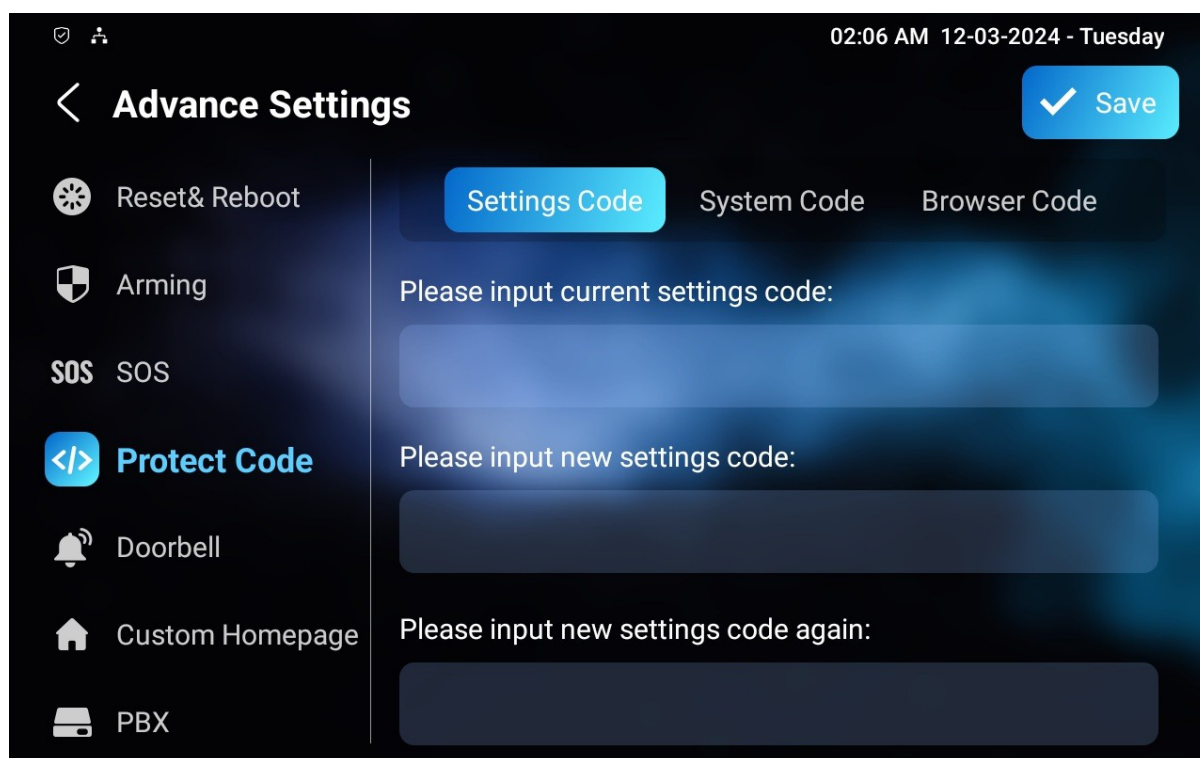 02:06 AM 12-03-2024 - Tuesday
Advance Settings
Save
Reset& Reboot
Arming
SOS SOS
Protect Code
Doorbell
Custom Homepage
PBX
Settings Code System Code Browser Code
Please input current settings code:
Please input new settings code:
Please input new settings code again: